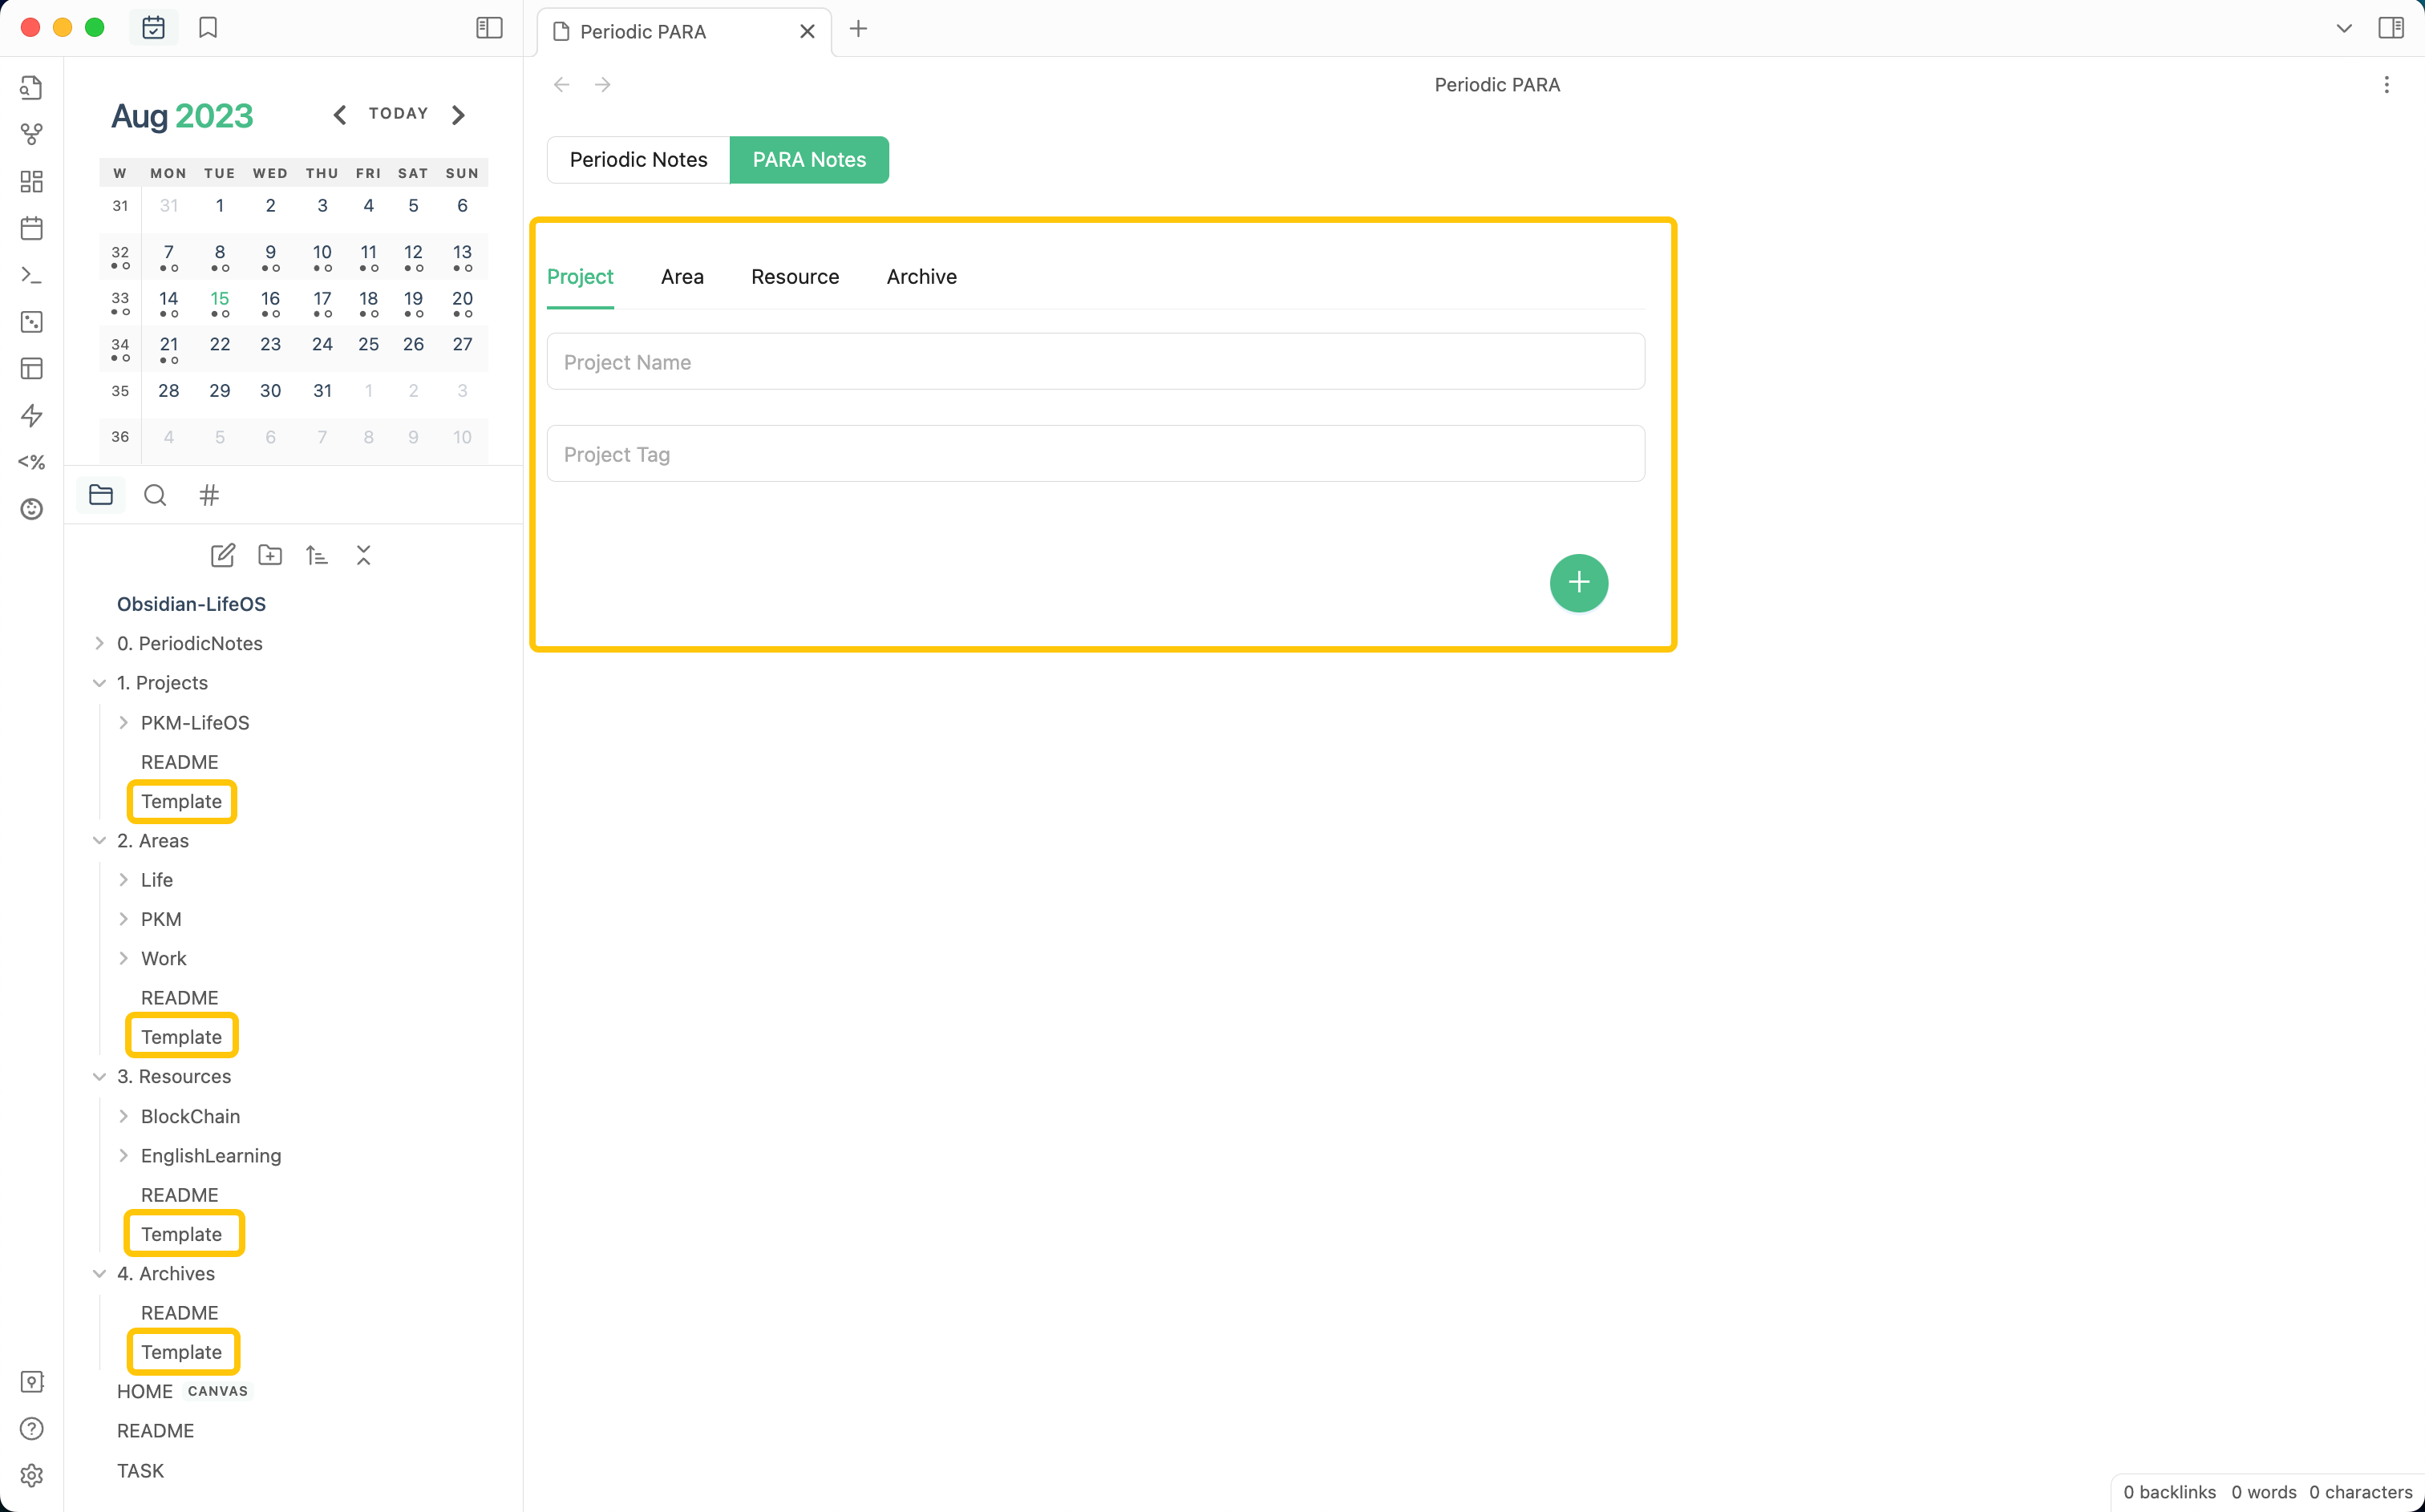 Periodic PARA
Periodic PARA
Aug 2023
TODAY
W MON TUE WED THU FRI SAT SUN
31 31 1 2 3 4 5 6
32 7 8 9 10 11 12 13
33 14 15 16 17 18 19 20
34 21 22 23 24 25 26 27
35 28 29 30 31 1 2 3
36 4 5 6 7 8 9 10
<%
Obsidian-LifeOS
0. PeriodicNotes
1. Projects
PKM-LifeOS
README
Template
2. Areas
Life
PKM
Work
README
Template
3. Resources
BlockChain
EnglishLearning
README
Template
4. Archives
README
Template
HOME CANVAS
README
TASK
Periodic Notes PARA Notes
Project Area Resource Archive
Project Name
Project Tag
0 backlinks 0 words 0 characters